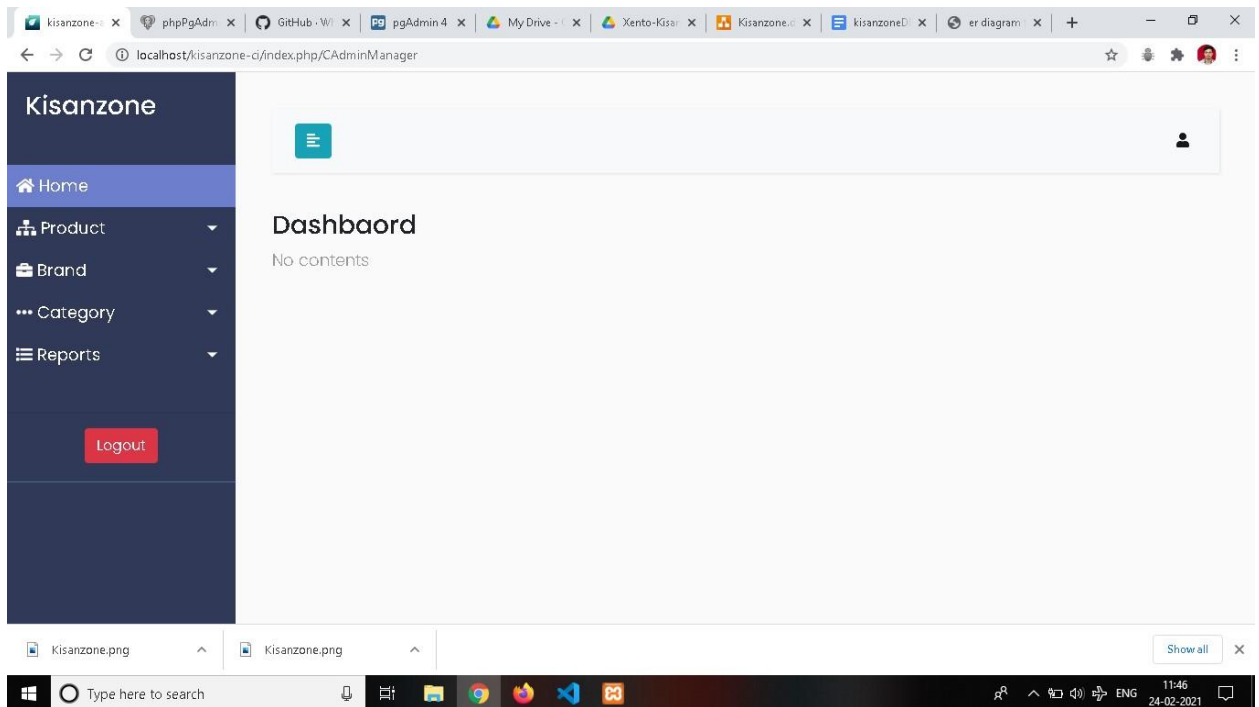 kisanzone-a
phpPgAdm
GitHub · W
pgAdmin 4
My Drive -
Xento-Kisar
Kisanzone.d
kisanzoneD
er diagram
localhost/kisanzone-ci/index.php/CAdminManager
Kisanzone
Home
Product
Brand
Category
Reports
Logout
Dashbaord
No contents
Kisanzone.png
Kisanzone.png
Show all
Type here to search
ENG
11:46
24-02-2021